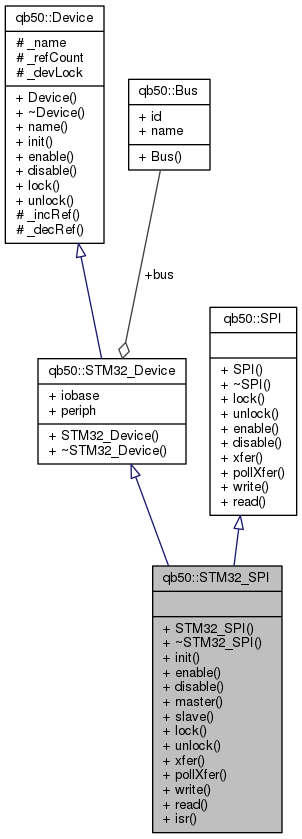 qb50::Device
# _name
# _refCount
# _devLock
+ Device()
+ ~Device()
+ name()
+ init()
+ enable()
+ disable()
+ lock()
+ unlock()
# _incRef()
# _decRef()
qb50::Bus
+ id
+ name
+ Bus()
+bus
qb50::STM32_Device
+ iobase
+ periph
+ STM32_Device()
+ ~STM32_Device()
qb50::SPI
+ SPI()
+ ~SPI()
+ lock()
+ unlock()
+ enable()
+ disable()
+ xfer()
+ pollXfer()
+ write()
+ read()
qb50::STM32_SPI
+ STM32_SPI()
+ ~STM32_SPI()
+ init()
+ enable()
+ disable()
+ master()
+ slave()
+ lock()
+ unlock()
+ xfer()
+ pollXfer()
+ write()
+ read()
+ isr()